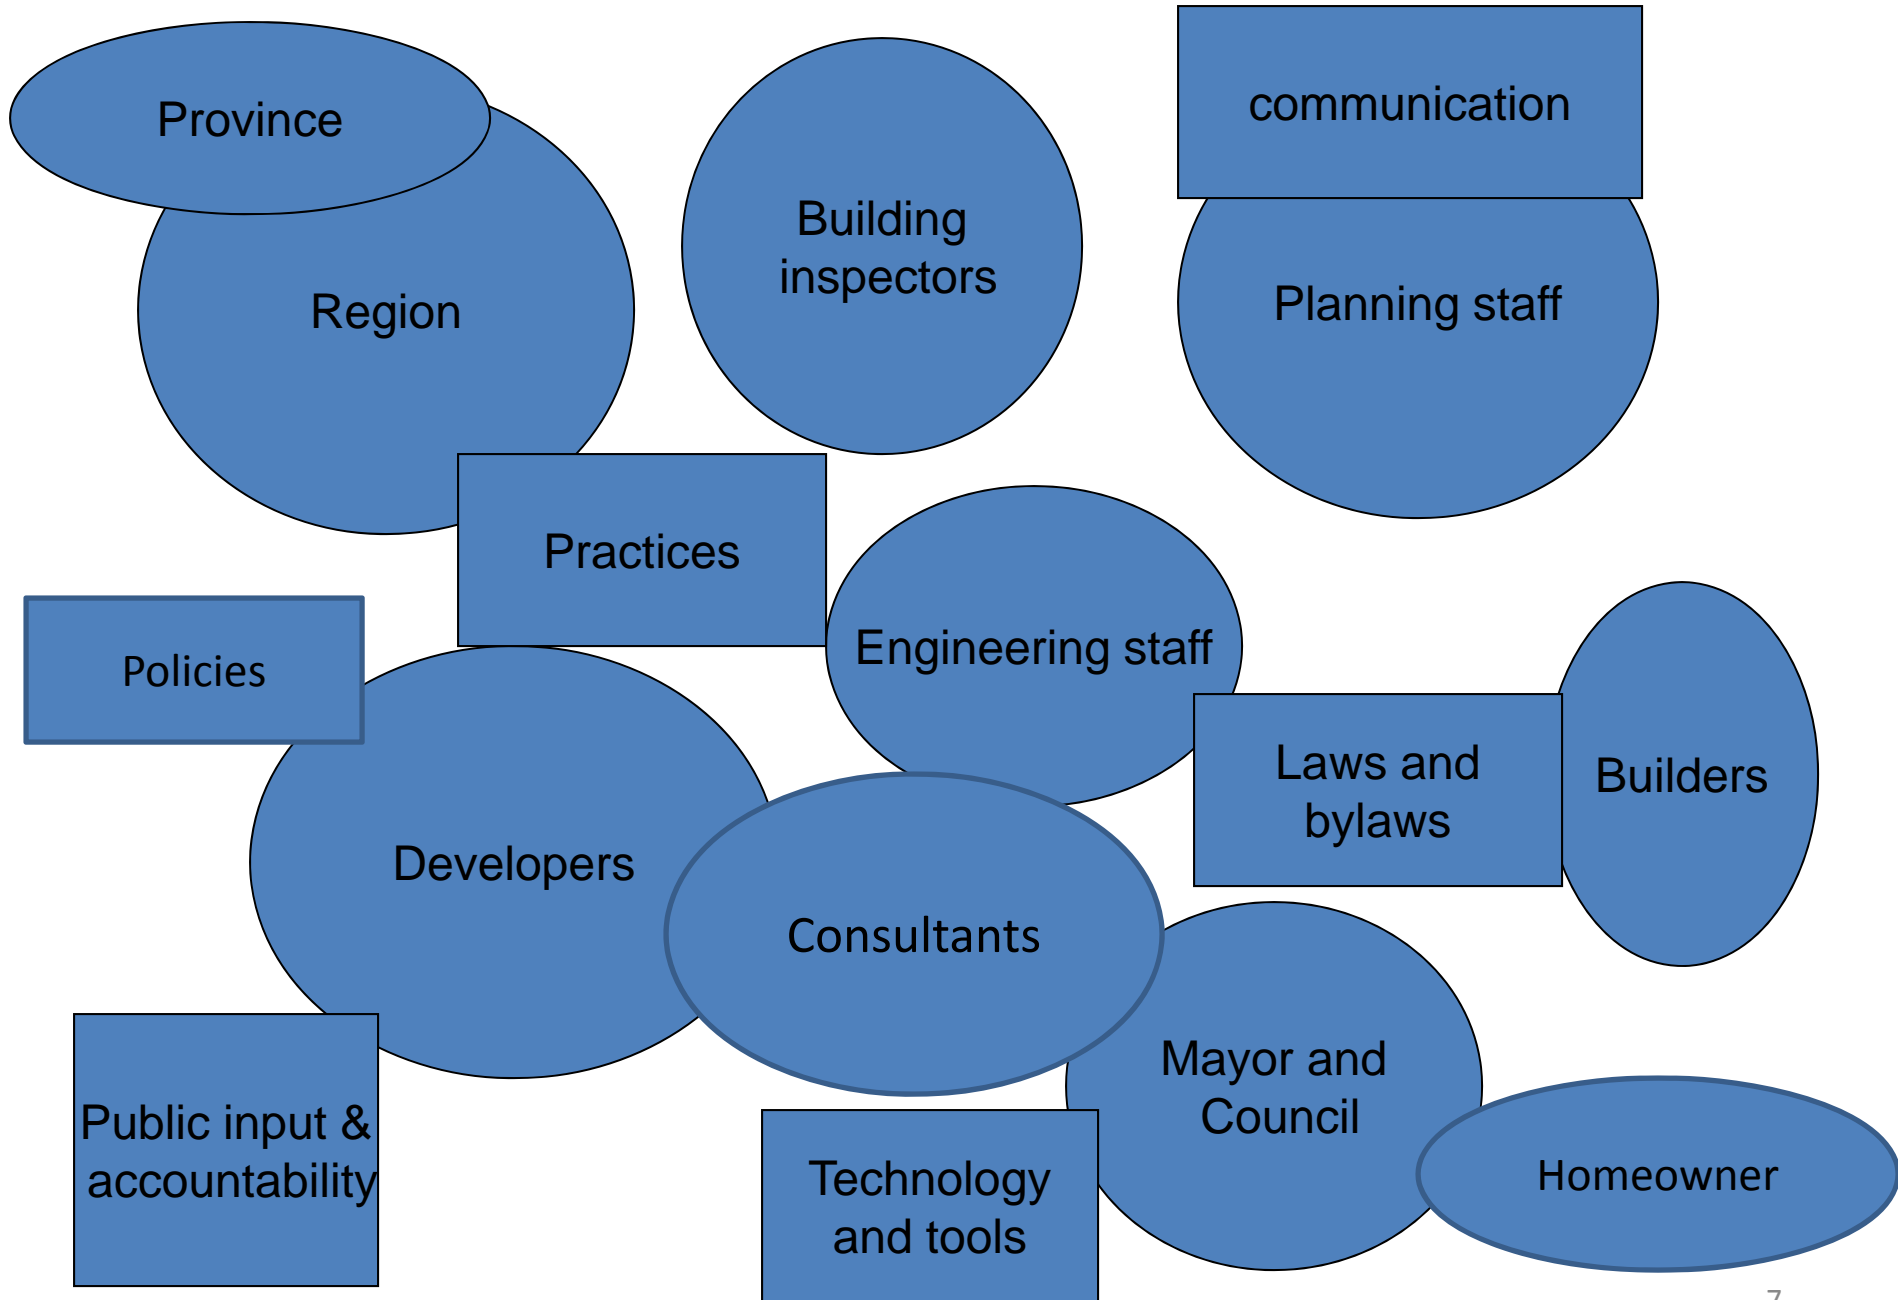 Province
communication
Building
inspectors
Region
Planning staff
Practices
Policies
Engineering staff
Laws and
bylaws
Builders
Developers
Consultants
Mayor and
Council
Public input &
accountability
Technology
and tools
Homeowner
7